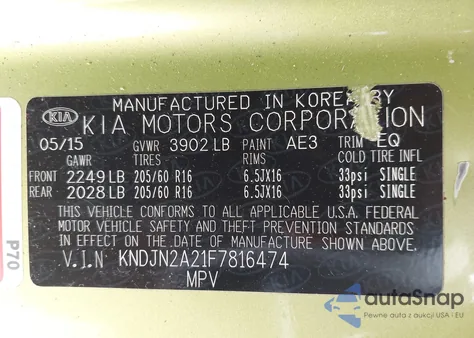 MANUFACTURED IN KOREA BY
KIA KIA MOTORS CORPORATION
05/15 GVWR 3902 LB PAINT AE3 TRIM EQ
GAWR TIRES RIMS COLD TIRE INFL
FRONT 2249 LB 205/60 R16 6.5JX16 33psi SINGLE
REAR 2028 LB 205/60 R16 6.5JX16 33psi SINGLE
THIS VEHICLE CONFORMS TO ALL APPLICABLE U.S.A. FEDERAL
MOTOR VEHICLE SAFETY AND THEFT PREVENTION STANDARDS
IN EFFECT ON THE DATE OF MANUFACTURE SHOWN ABOVE.
V.I.N KNDJN2A21F7816474
MPV
P70
autoSnap
Pewne auta z USA i EU